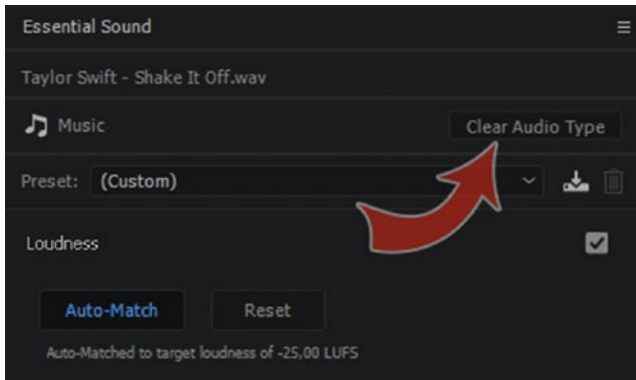 Essential Sound
Taylor Swift - Shake It Off.wav
Music
Clear Audio Type
Preset: (Custom)
Loudness
Auto-Match Reset
Auto-Matched to target loudness of -25,00 LUFS